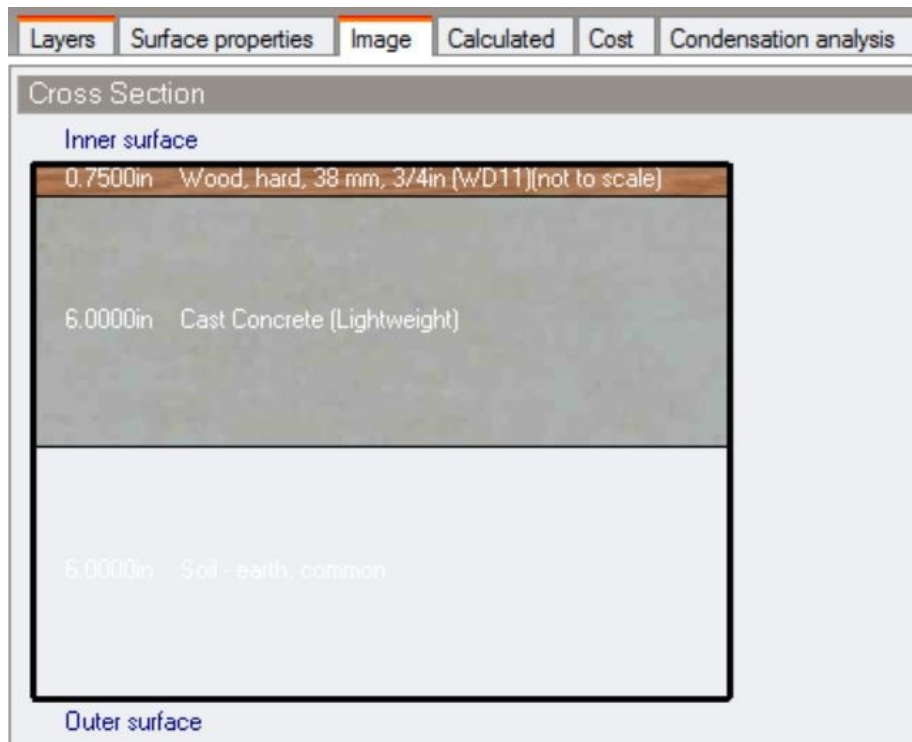 Layers Surface properties Image Calculated Cost Condensation analysis
Cross Section
Inner surface
0.7500in Wood, hard, 38 mm, 3/4in (WD11)(not to scale)
6.0000in Cast Concrete (Lightweight)
6.0000in Soil - earth, common
Outer surface